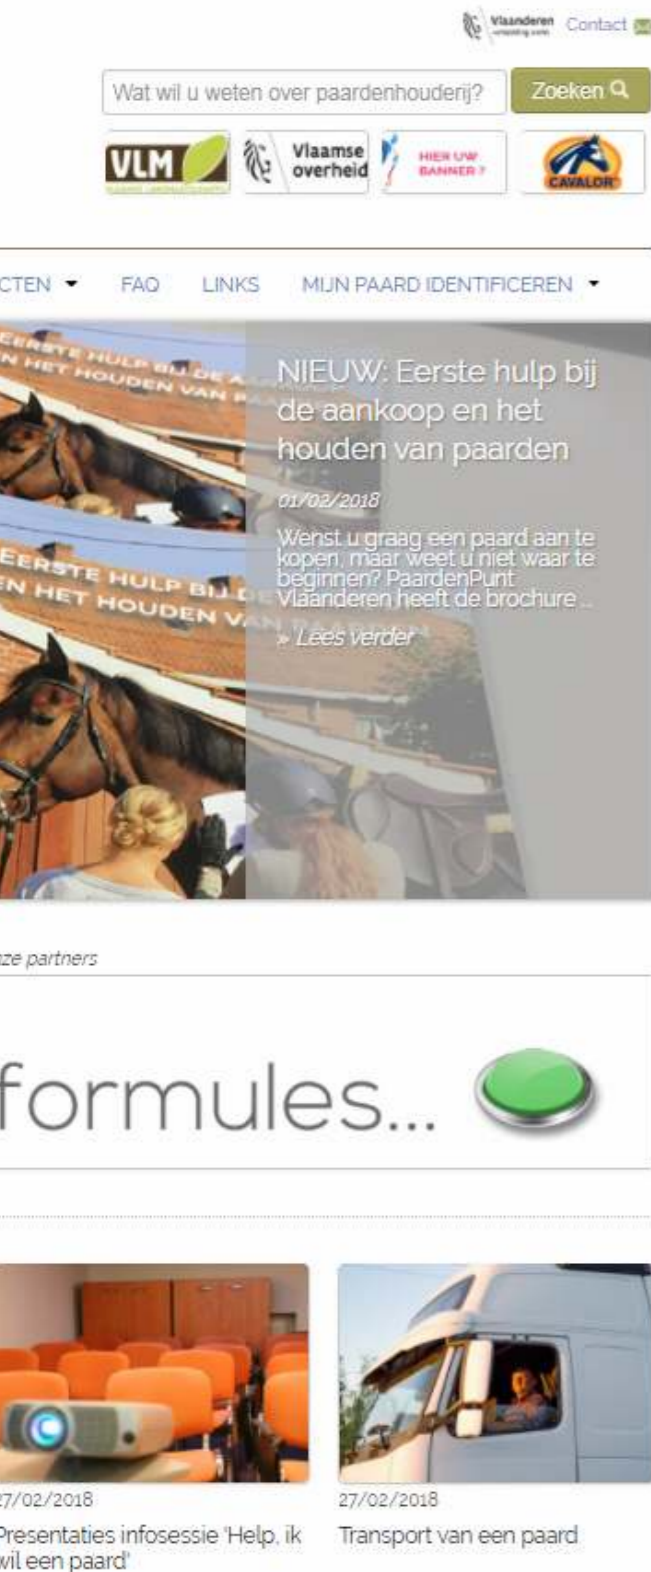 Vlaanderen
Contact
Wat wil u weten over paardenhouderij?
Zoeken
VLM
Vlaamse
overheid
HIER UW
BANNER ?
CAVALOR
CTEN
FAQ
LINKS
MIJN PAARD IDENTIFICEREN
EERSTE HULP BIJ DE
N HET HOUDEN VAN
NIEUW: Eerste hulp bij
de aankoop en het
houden van paarden
01/02/2018
Wenst u graag een paard aan te
kopen, maar weet u niet waar te
beginnen? PaardenPunt
Vlaanderen heeft de brochure ...
» Lees verder
EERSTE HULP BIJ D
N HET HOUDEN VAN PAARDEN
nze partners
formules...
27/02/2018
Presentaties infosessie 'Help, ik
wil een paard'
27/02/2018
Transport van een paard